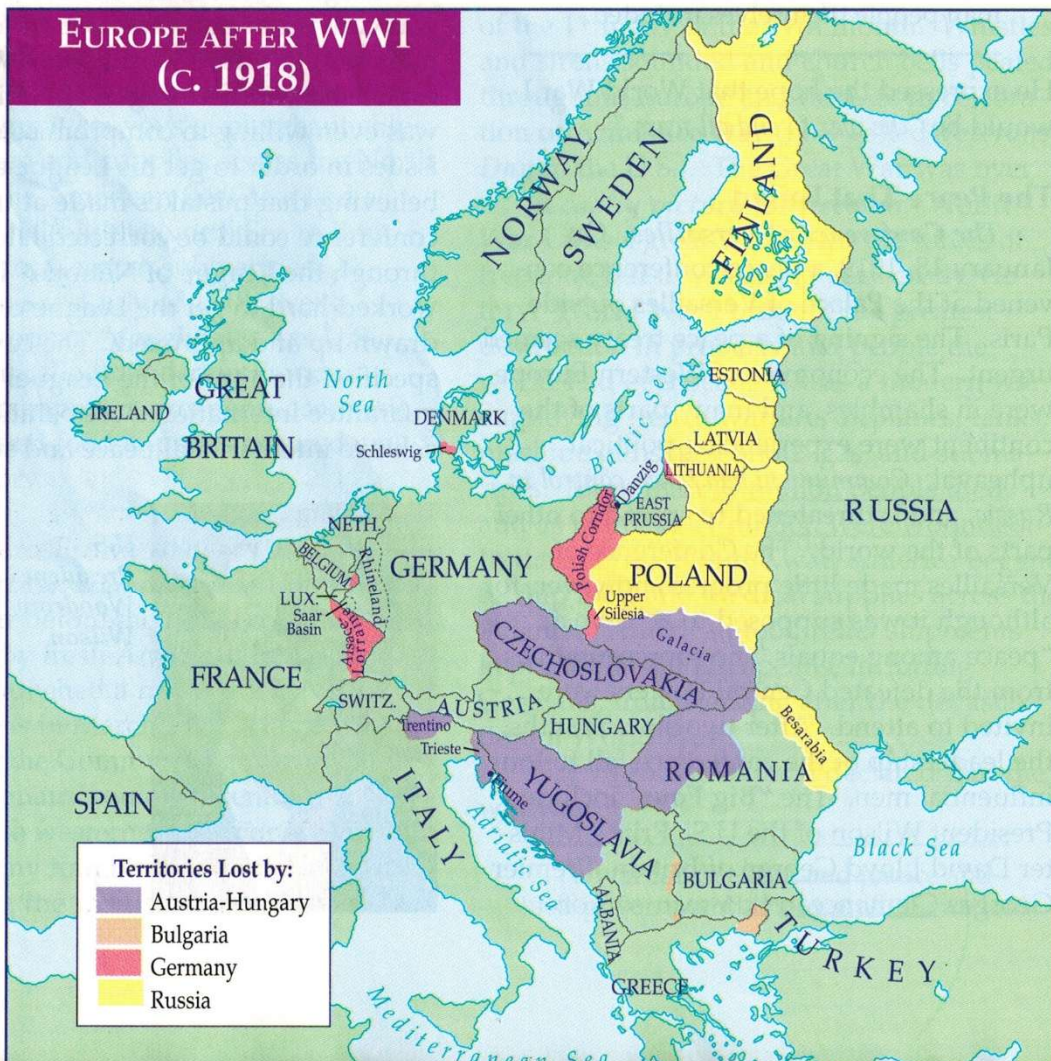 EUROPE AFTER WWI
(C. 1918)
NORWAY
SWEDEN
FINLAND
North
Sea
GREAT
BRITAIN
IRELAND
DENMARK
Schleswig
Baltic Sea
ESTONIA
LATVIA
LITHUANIA
Danzig
EAST
PRUSSIA
RUSSIA
NETH.
BELGIUM
Rhineland
GERMANY
Polish Corridor
POLAND
LUX.
Saar
Basin
Alsace-
Lorraine
Upper
Silesia
Galacia
CZECHOSLOVAKIA
FRANCE
SWITZ.
AUSTRIA
HUNGARY
Besarabia
Trentino
Trieste
Fiume
ROMANIA
YUGOSLAVIA
SPAIN
ITALY
Adriatic Sea
Black Sea
BULGARIA
ALBANIA
TURKEY
GREECE
Mediterranean Sea
Territories Lost by:
Austria-Hungary
Bulgaria
Germany
Russia